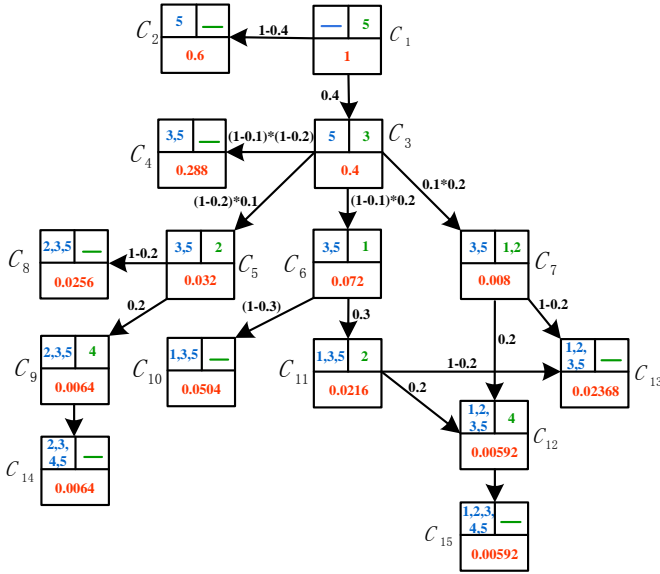 5 — — 5
C2 1-0.4 C1
0.6 1
0.4
3,5 — (1-0.1)*(1-0.2) 5 3
C4 C3
0.288 0.4
(1-0.2)*0.1 (1-0.1)*0.2 0.1*0.2
2,3,5 — 3,5 2 3,5 1 3,5 1,2
C8 1-0.2 C5 C6 C7
0.0256 0.032 0.072 0.008
0.2 (1-0.3) 0.3 0.2 1-0.2
2,3,5 4 1,3,5 — 1,3,5 2 1,2, —
3,5
C9 C10 C11 1-0.2 C13
0.0064 0.0504 0.0216 0.02368
0.2
2,3, — 1,2, 4
4,5 3,5
C14 C12
0.0064 0.00592
1,2,3, —
4,5
C15
0.00592